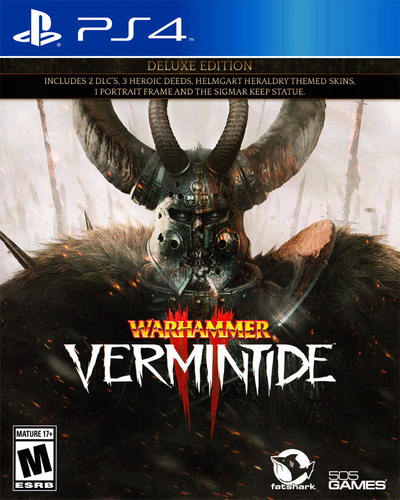 PS4
DELUXE EDITION
INCLUDES 2 DLC'S, 3 HEROIC DEEDS, HELMGART HERALDRY THEMED SKINS,
1 PORTRAIT FRAME AND THE SIGMAR KEEP STATUE.
WARHAMMER
VERMINTIDE
II
MATURE 17+
M
ESRB
fatshark
505
GAMES